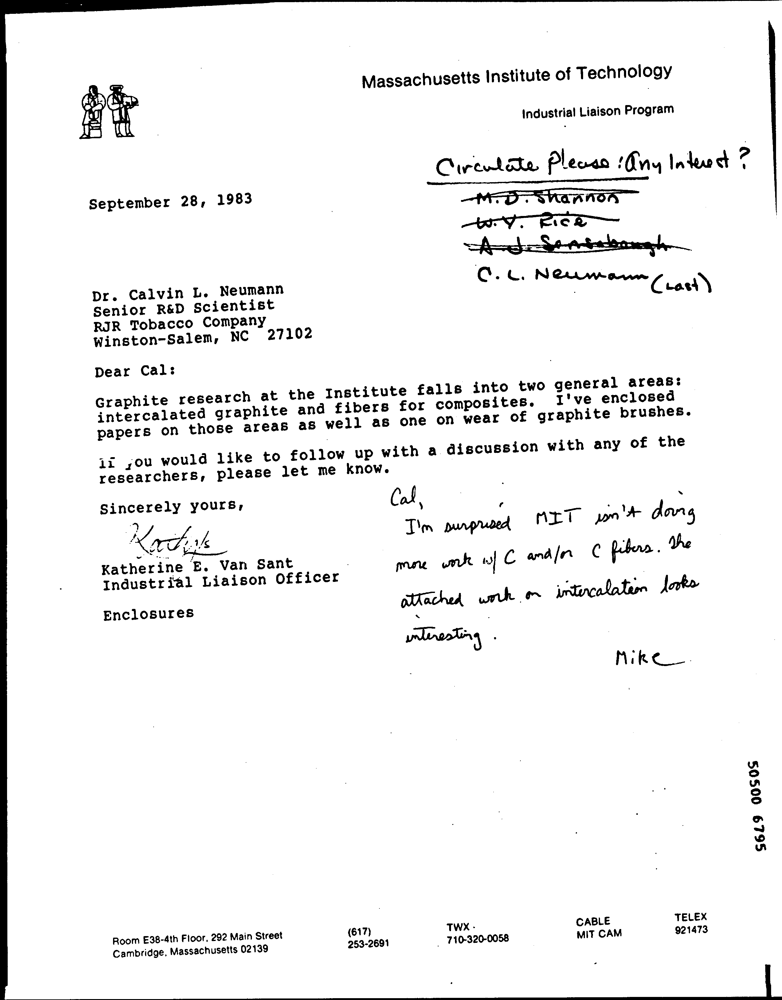 Massachusetts Institute of Technology
Industrial Liaison Program
Circulate Please! Any Interest?
M. D. Shannon
W. Y. Rice
A. J. Sensabaugh
C. L. Neumann (Last)
September 28, 1983
Dr. Calvin L. Neumann
Senior R&D Scientist
RJR Tobacco Company
Winston-Salem, NC 27102
Dear Cal:
Graphite research at the Institute falls into two general areas:
intercalated graphite and fibers for composites. I've enclosed
papers on those areas as well as one on wear of graphite brushes.
If you would like to follow up with a discussion with any of the
researchers, please let me know.
Sincerely yours,
Katherine E. Van Sant
Industrial Liaison Officer
Enclosures
Cal,
I'm surprised MIT isn't doing
more work w/ C and/or C fibers. The
attached work on intercalation looks
interesting.
Mike
50500 6795
Room E38-4th Floor, 292 Main Street
Cambridge, Massachusetts 02139
(617)
253-2691
TWX
710-320-0058
CABLE
MIT CAM
TELEX
921473